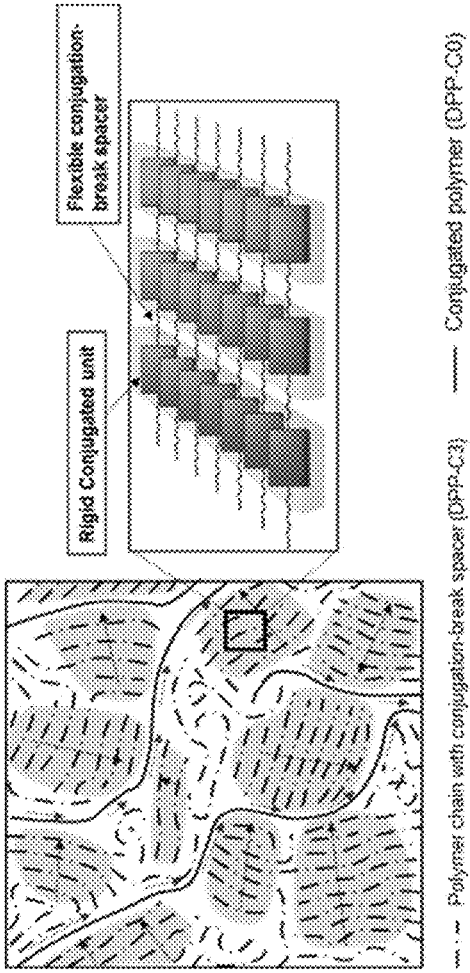 Flexible conjugation-
break spacer
Rigid Conjugated unit
Polymer chain with conjugation-break spacer (DPP-C3)
Conjugated polymer (DPP-C0)